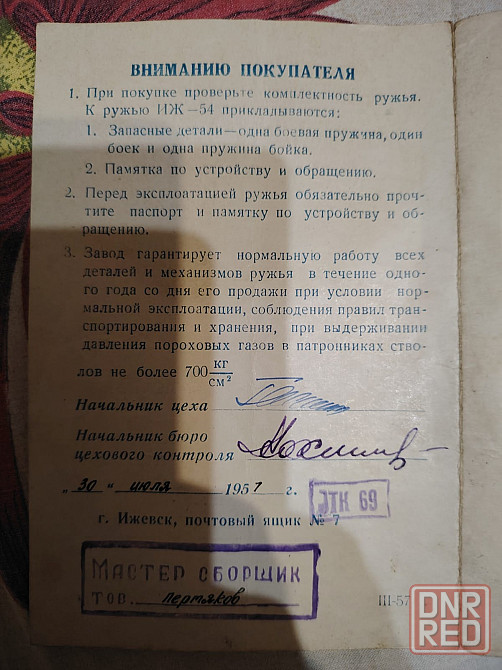 ВНИМАНИЮ ПОКУПАТЕЛЯ
1. При покупке проверьте комплектность ружья.
К ружью ИЖ—54 прикладываются:
1. Запасные детали—одна боевая пружина, один
боек и одна пружина бойка.
2. Памятка по устройству и обращению.
2. Перед эксплоатацией ружья обязательно проч-
тите паспорт и памятку по устройству и об-
ращению.
3. Завод гарантирует нормальную работу всех
деталей и механизмов ружья в течение одно-
го года со дня его продажи при условии нор-
мальной эксплоатации, соблюдения правил тран-
спортирования и хранения, при выдерживании
давления пороховых газов в патронниках ство-
лов не более 700 кг/см²
Начальник цеха
Начальник бюро
цехового контроля
„30" июля 1957 г.
ОТК 69
г. Ижевск, почтовый ящик № 7
МАСТЕР СБОРЩИК
тов. Пермяков
III-57
DNR
RED